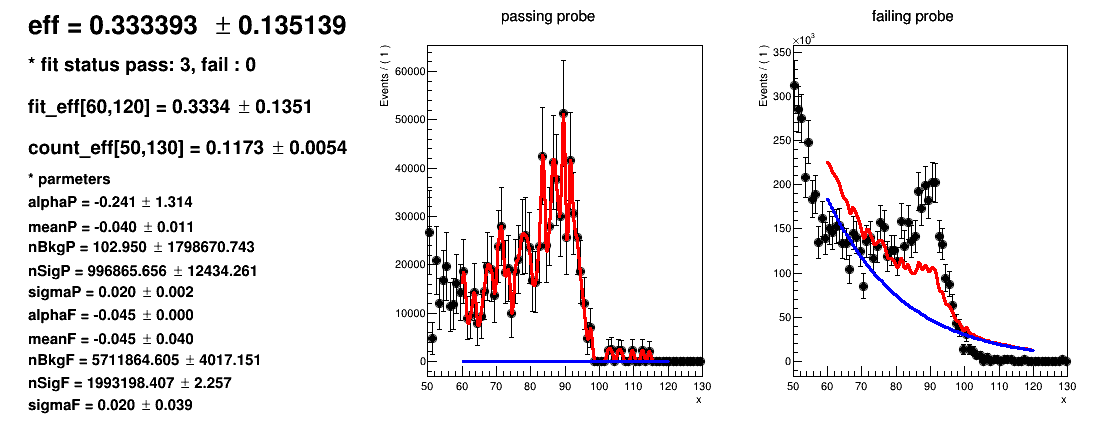 eff = 0.333393 ± 0.135139
* fit status pass: 3, fail : 0
fit_eff[60,120] = 0.3334 ± 0.1351
count_eff[50,130] = 0.1173 ± 0.0054
* parmeters
alphaP = -0.241 ± 1.314
meanP = -0.040 ± 0.011
nBkgP = 102.950 ± 1798670.743
nSigP = 996865.656 ± 12434.261
sigmaP = 0.020 ± 0.002
alphaF = -0.045 ± 0.000
meanF = -0.045 ± 0.040
nBkgF = 5711864.605 ± 4017.151
nSigF = 1993198.407 ± 2.257
sigmaF = 0.020 ± 0.039
passing probe
Events / ( 1 )
60000
50000
40000
30000
20000
10000
0
50 60 70 80 90 100 110 120 130
x
failing probe
×10³
Events / ( 1 )
350
300
250
200
150
100
50
0
50 60 70 80 90 100 110 120 130
x